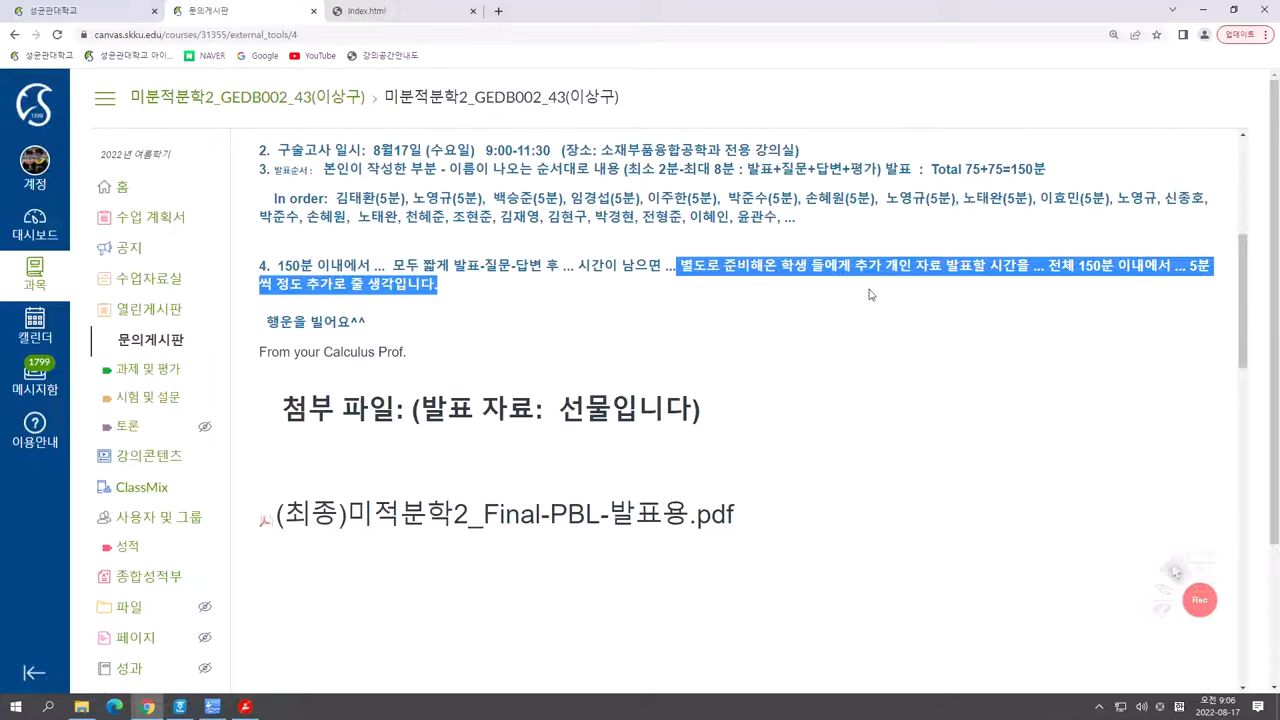 성균관대학교
문의게시판
Index.html
canvas.skku.edu/courses/31355/external_tools/4
업데이트
성균관대학교
성균관대학교 아이...
NAVER
Google
YouTube
강의공간안내도
미분적분학2_GEDB002_43(이상구) › 미분적분학2_GEDB002_43(이상구)
1398
계정
대시보드
과목
캘린더
1799
메시지함
이용안내
2022년 여름학기
홈
수업 계획서
공지
수업자료실
열린게시판
문의게시판
과제 및 평가
시험 및 설문
토론
강의콘텐츠
ClassMix
사용자 및 그룹
성적
종합성적부
파일
페이지
성과
2. 구술고사 일시: 8월17일 (수요일) 9:00-11:30 (장소: 소재부품융합공학과 전용 강의실)
3. 발표순서 : 본인이 작성한 부분 - 이름이 나오는 순서대로 내용 (최소 2분-최대 8분 : 발표+질문+답변+평가) 발표 : Total 75+75=150분
In order: 김태환(5분), 노영규(5분), 백승준(5분), 임경섭(5분), 이주한(5분), 박준수(5분), 손혜원(5분), 노영규(5분), 노태완(5분), 이효민(5분), 노영규, 신종호,
박준수, 손혜원, 노태완, 천혜준, 조현준, 김재영, 김현구, 박경현, 전형준, 이혜인, 윤관수, ...
4. 150분 이내에서 ... 모두 짧게 발표-질문-답변 후 ... 시간이 남으면 ... 별도로 준비해온 학생 들에게 추가 개인 자료 발표할 시간을 ... 전체 150분 이내에서 ... 5분
씩 정도 추가로 줄 생각입니다.
행운을 빌어요^^
From your Calculus Prof.
첨부 파일: (발표 자료: 선물입니다)
(최종)미적분학2_Final-PBL-발표용.pdf
Rec
오전 9:06
2022-08-17